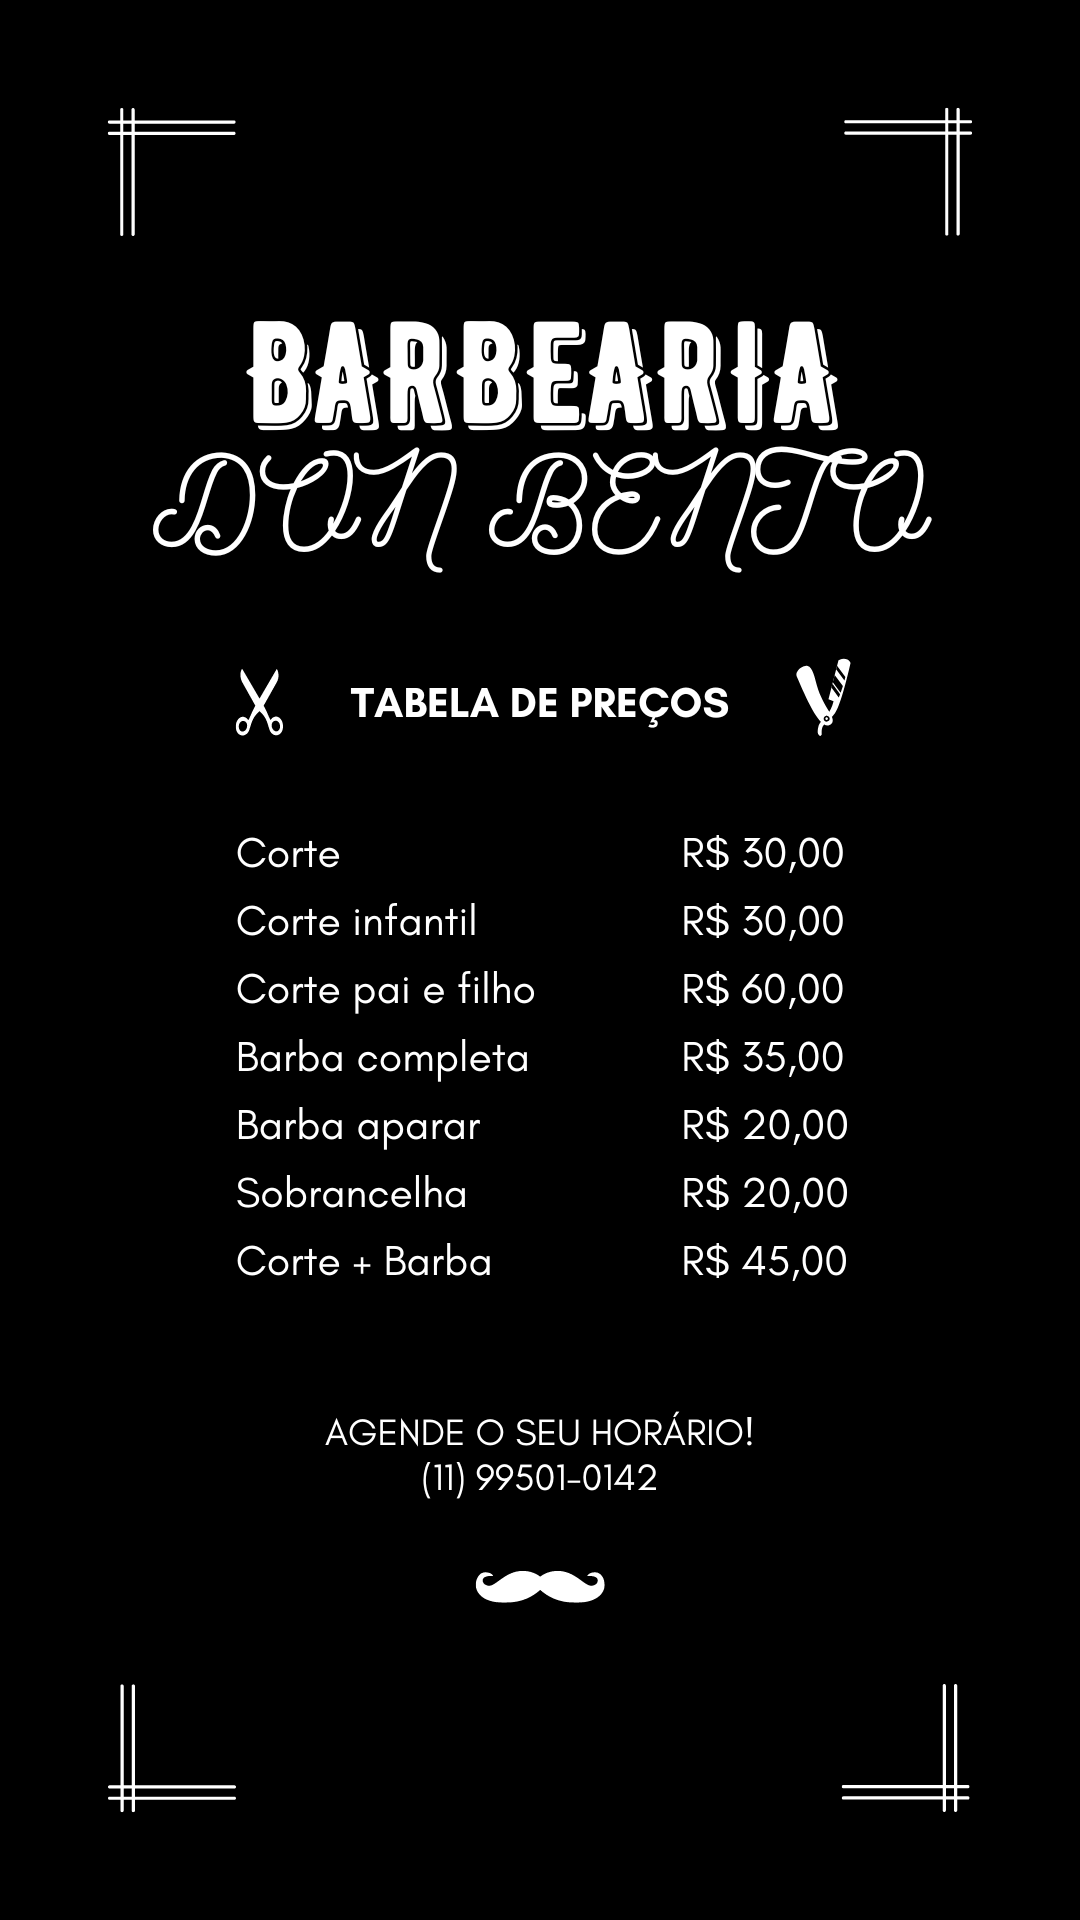 BARBEARIA
DON BENTO
TABELA DE PREÇOS
Corte R$ 30,00
Corte infantil R$ 30,00
Corte pai e filho R$ 60,00
Barba completa R$ 35,00
Barba aparar R$ 20,00
Sobrancelha R$ 20,00
Corte + Barba R$ 45,00
AGENDE O SEU HORÁRIO!
(11) 99501-0142